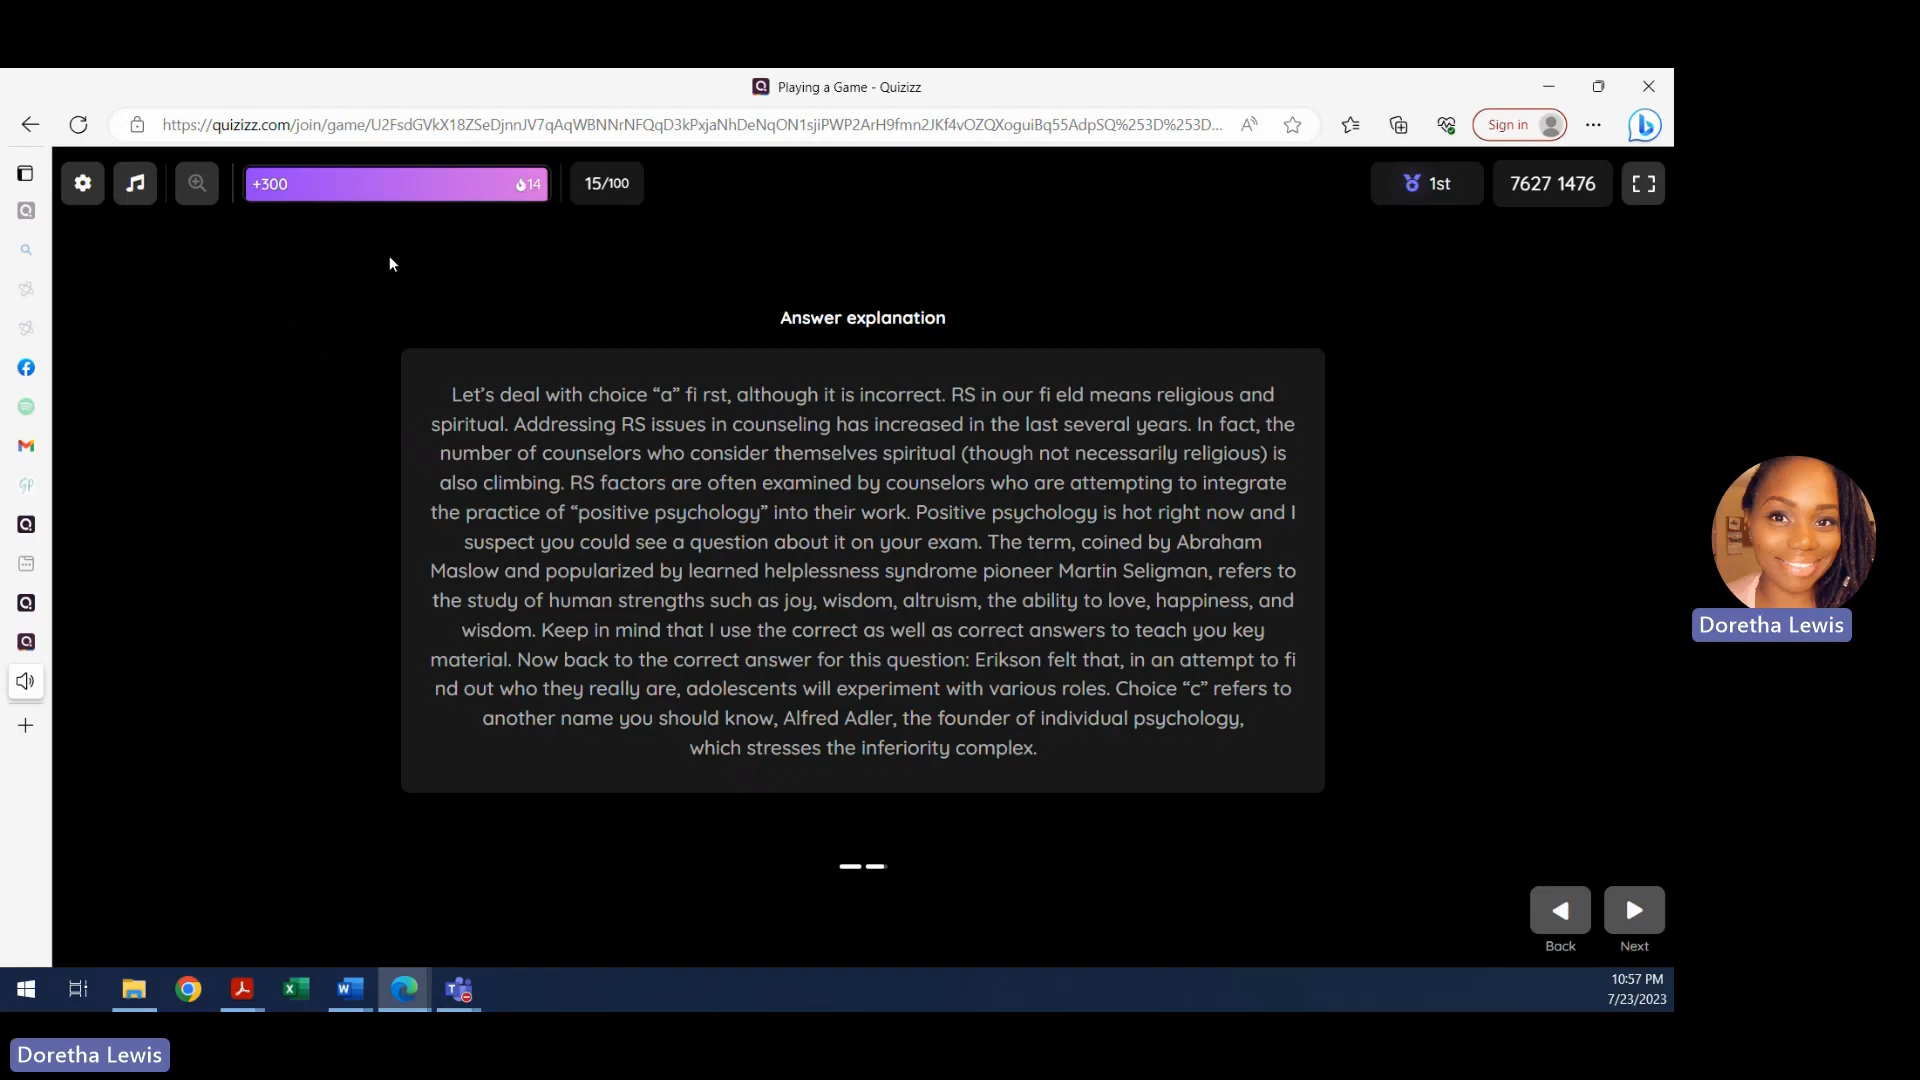 Playing a Game - Quizizz
https://quizizz.com/join/game/U2FsdGVkX18ZSeDjnnJV7qAqWBNNrNFQqD3kPxjaNhDeNqON1sjiPWP2ArH9fmn2JKf4vOZQXoguiBq55AdpSQ%253D%253D...
Sign in
+300
14
15/100
1st
7627 1476
Answer explanation
Let’s deal with choice “a” fi rst, although it is incorrect. RS in our fi eld means religious and
spiritual. Addressing RS issues in counseling has increased in the last several years. In fact, the
number of counselors who consider themselves spiritual (though not necessarily religious) is
also climbing. RS factors are often examined by counselors who are attempting to integrate
the practice of “positive psychology” into their work. Positive psychology is hot right now and I
suspect you could see a question about it on your exam. The term, coined by Abraham
Maslow and popularized by learned helplessness syndrome pioneer Martin Seligman, refers to
the study of human strengths such as joy, wisdom, altruism, the ability to love, happiness, and
wisdom. Keep in mind that I use the correct as well as correct answers to teach you key
material. Now back to the correct answer for this question: Erikson felt that, in an attempt to fi
nd out who they really are, adolescents will experiment with various roles. Choice “c” refers to
another name you should know, Alfred Adler, the founder of individual psychology,
which stresses the inferiority complex.
Back
Next
Doretha Lewis
10:57 PM
7/23/2023
Doretha Lewis